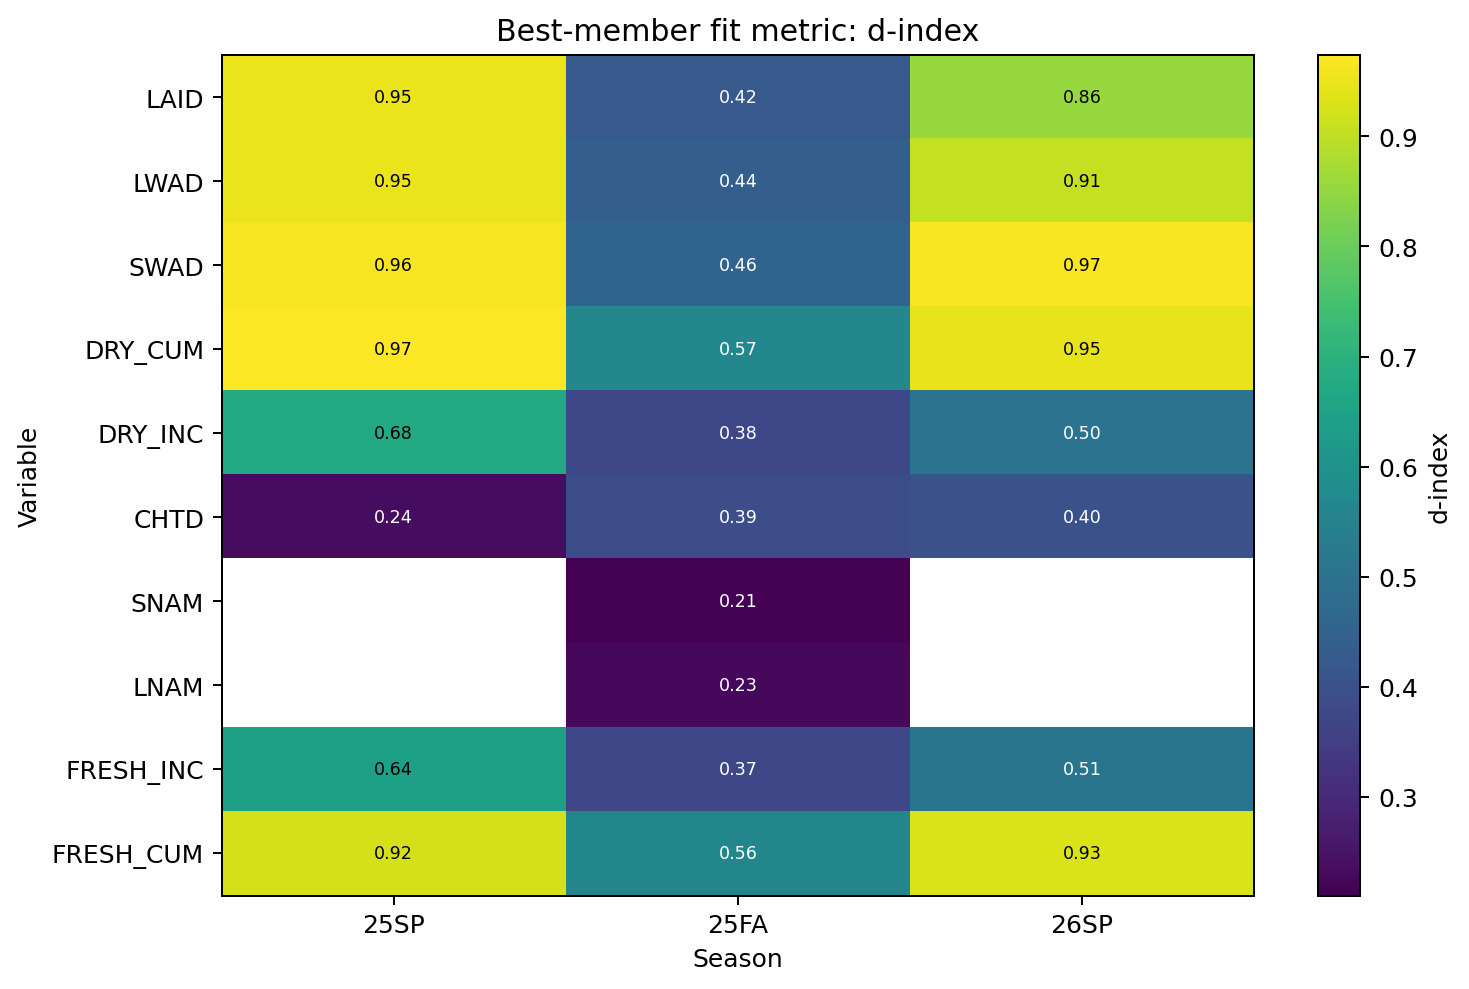 Best-member fit metric: d-index
Variable
LAID 0.95 0.42 0.86
LWAD 0.95 0.44 0.91
SWAD 0.96 0.46 0.97
DRY_CUM 0.97 0.57 0.95
DRY_INC 0.68 0.38 0.50
CHTD 0.24 0.39 0.40
SNAM 0.21
LNAM 0.23
FRESH_INC 0.64 0.37 0.51
FRESH_CUM 0.92 0.56 0.93
25SP 25FA 26SP
Season
0.9
0.8
0.7
0.6
0.5
0.4
0.3
d-index